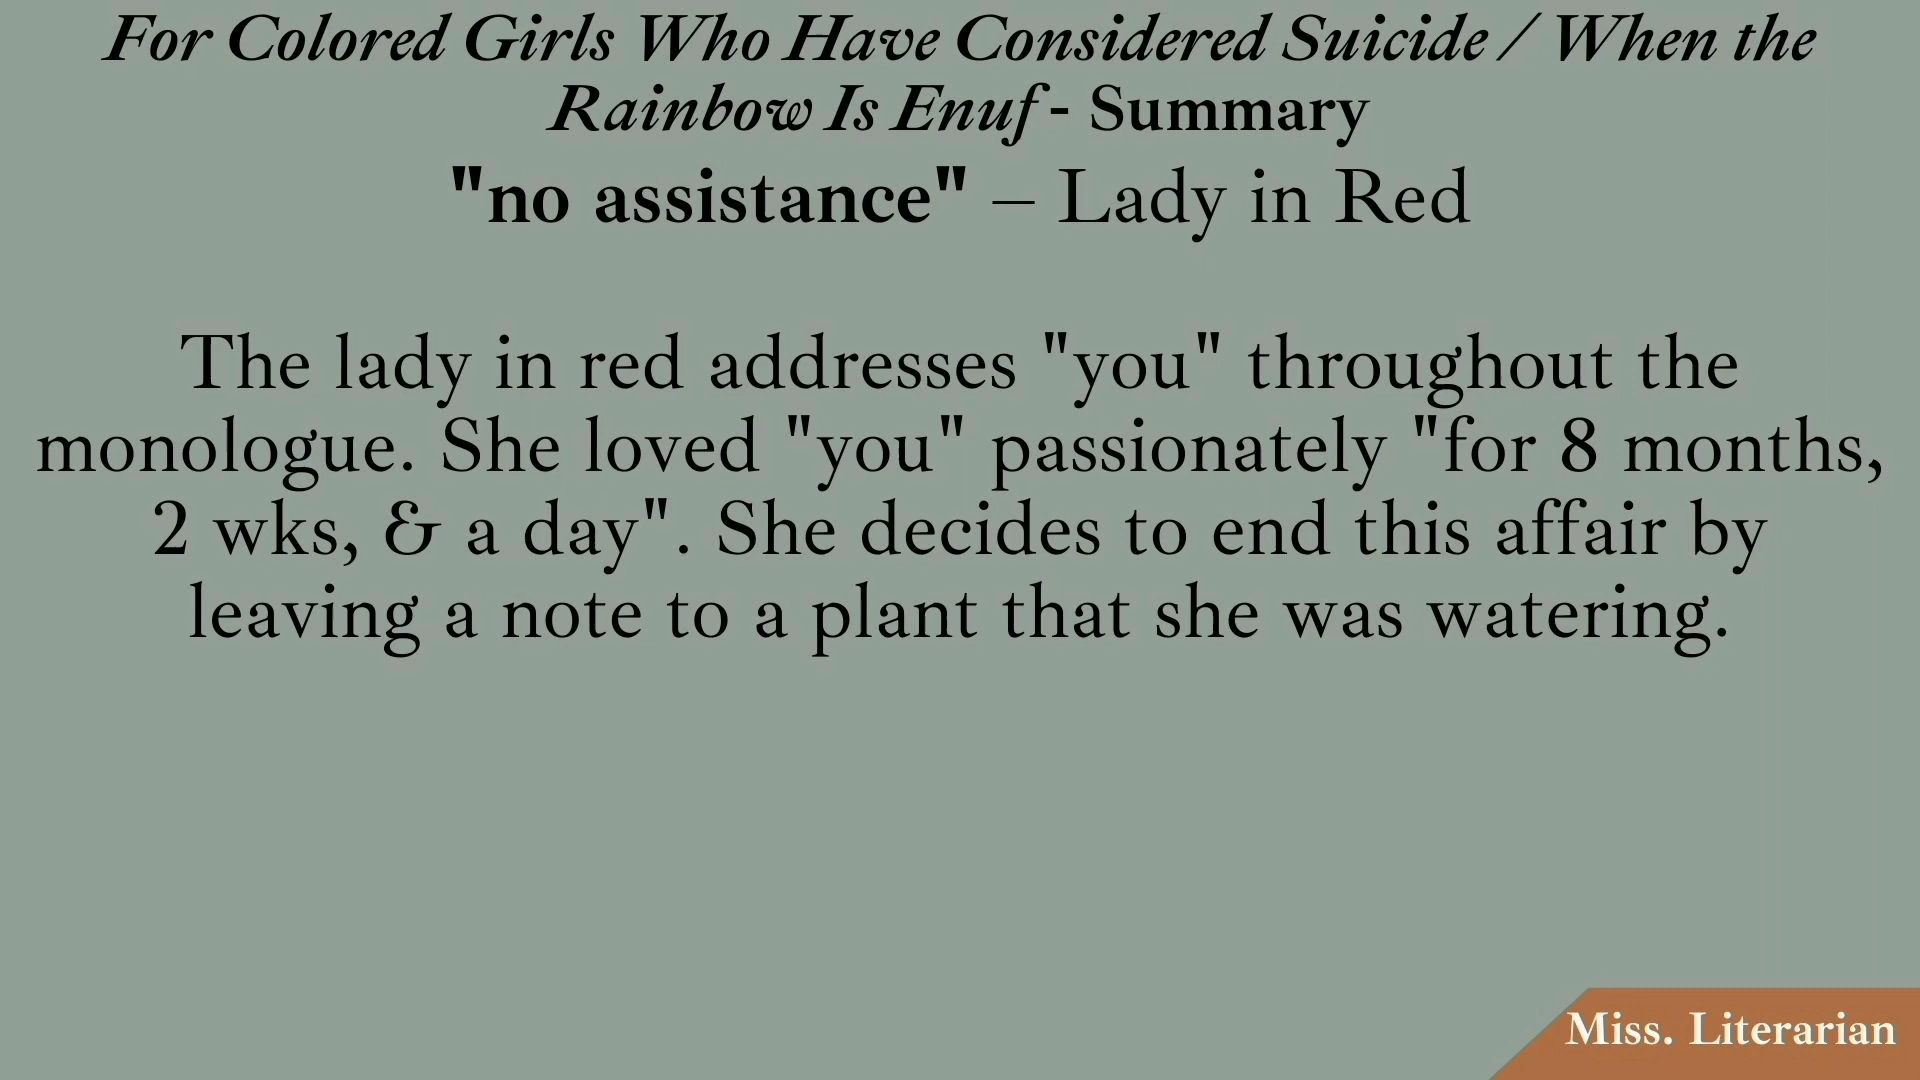 For Colored Girls Who Have Considered Suicide / When the
Rainbow Is Enuf - Summary
"no assistance" – Lady in Red
The lady in red addresses "you" throughout the
monologue. She loved "you" passionately "for 8 months,
2 wks, & a day". She decides to end this affair by
leaving a note to a plant that she was watering.
Miss. Literarian